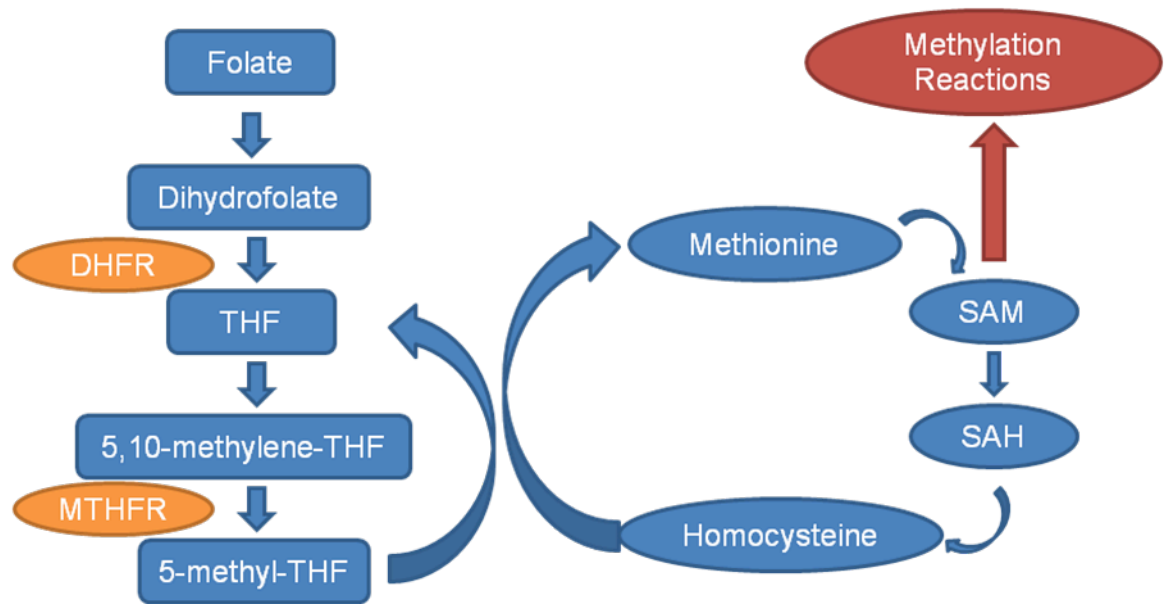 Folate
Dihydrofolate
DHFR
THF
5,10-methylene-THF
MTHFR
5-methyl-THF
Methylation
Reactions
Methionine
SAM
SAH
Homocysteine